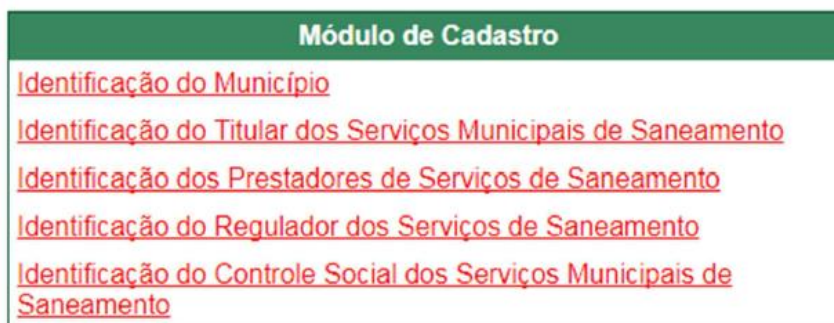 Módulo de Cadastro
Identificação do Município
Identificação do Titular dos Serviços Municipais de Saneamento
Identificação dos Prestadores de Serviços de Saneamento
Identificação do Regulador dos Serviços de Saneamento
Identificação do Controle Social dos Serviços Municipais de
Saneamento